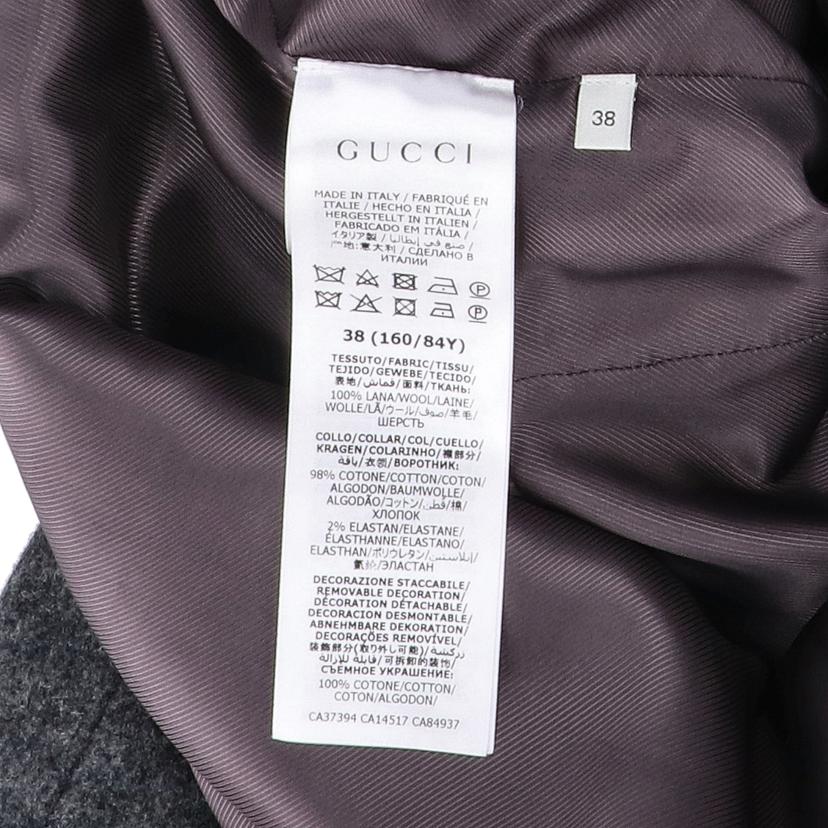 GUCCI
38
MADE IN ITALY / FABRIQUÉ EN
ITALIE / HECHO EN ITALIA /
HERGESTELLT IN ITALIEN /
FABRICADO EM ITÁLIA /
イタリア製 / صنع في إيطاليا /
产地:意大利 / СДЕЛАНО В
ИТАЛИИ
38 (160/84Y)
TESSUTO/FABRIC/TISSU/
TEJIDO/GEWEBE/TECIDO/
表地/قماش/面料/ТКАНЬ:
100% LANA/WOOL/LAINE/
WOLLE/LÃ/ウール/صوف/羊毛/
ШЕРСТЬ
COLLO/COLLAR/COL/CUELLO/
KRAGEN/COLARINHO/襟部分/
ياقة/衣领/ВОРОТНИК:
98% COTONE/COTTON/COTON/
ALGODON/BAUMWOLLE/
ALGODÃO/コットン/قطن/棉/
ХЛОПОК
2% ELASTAN/ELASTANE/
ÉLASTHANNE/ELASTANO/
ELASTHAN/ポリウレタン/إيلاستين/
氨纶/ЭЛАСТАН
DECORAZIONE STACCABILE/
REMOVABLE DECORATION/
DÉCORATION DÉTACHABLE/
DECORACION DESMONTABLE/
ABNEHMBARE DEKORATION/
DECORAÇÕES REMOVÍVEL/
装飾部分(取り外し可能)/زركشة
قابلة للإزالة/可拆卸的装饰/
СЪЕМНОЕ УКРАШЕНИЕ:
100% COTONE/COTTON/
COTON/ALGODON/
CA37394 CA14517 CA84937